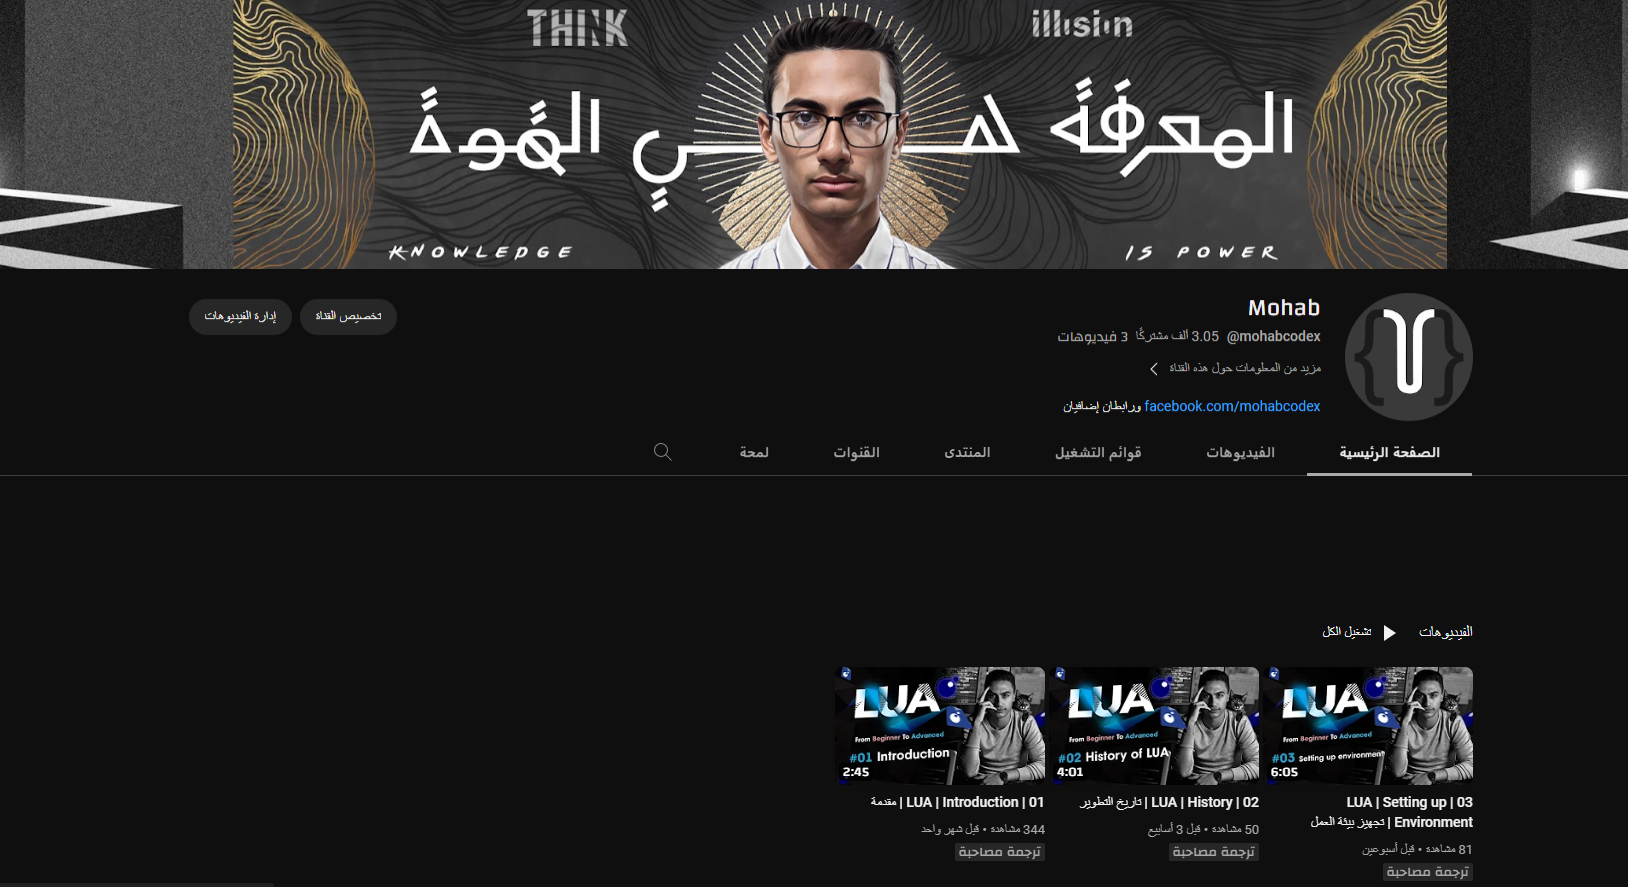 THINK
illusion
المعرفة هي القوة
KNOWLEDGE
IS POWER
Mohab
@mohabcodex 3.05 ألف مشتركًا 3 فيديوهات
مزيد من المعلومات حول هذه القناة
facebook.com/mohabcodex ورابطان إضافيان
تخصيص القناة
إدارة الفيديوهات
الصفحة الرئيسية
الفيديوهات
قوائم التشغيل
المنتدى
القنوات
لمحة
الفيديوهات
تشغيل الكل
LUA
From Beginner To Advanced
#03 Setting up environment
6:05
LUA | Setting up | 03
تجهيز بيئة العمل | Environment
81 مشاهدة • قبل أسبوعين
ترجمة مصاحبة
LUA
From Beginner To Advanced
#02 History of LUA
4:01
LUA | History | 02 | تاريخ التطوير
50 مشاهدة • قبل 3 أسابيع
ترجمة مصاحبة
LUA
From Beginner To Advanced
#01 Introduction
2:45
LUA | Introduction | 01 | مقدمة
344 مشاهدة • قبل شهر واحد
ترجمة مصاحبة